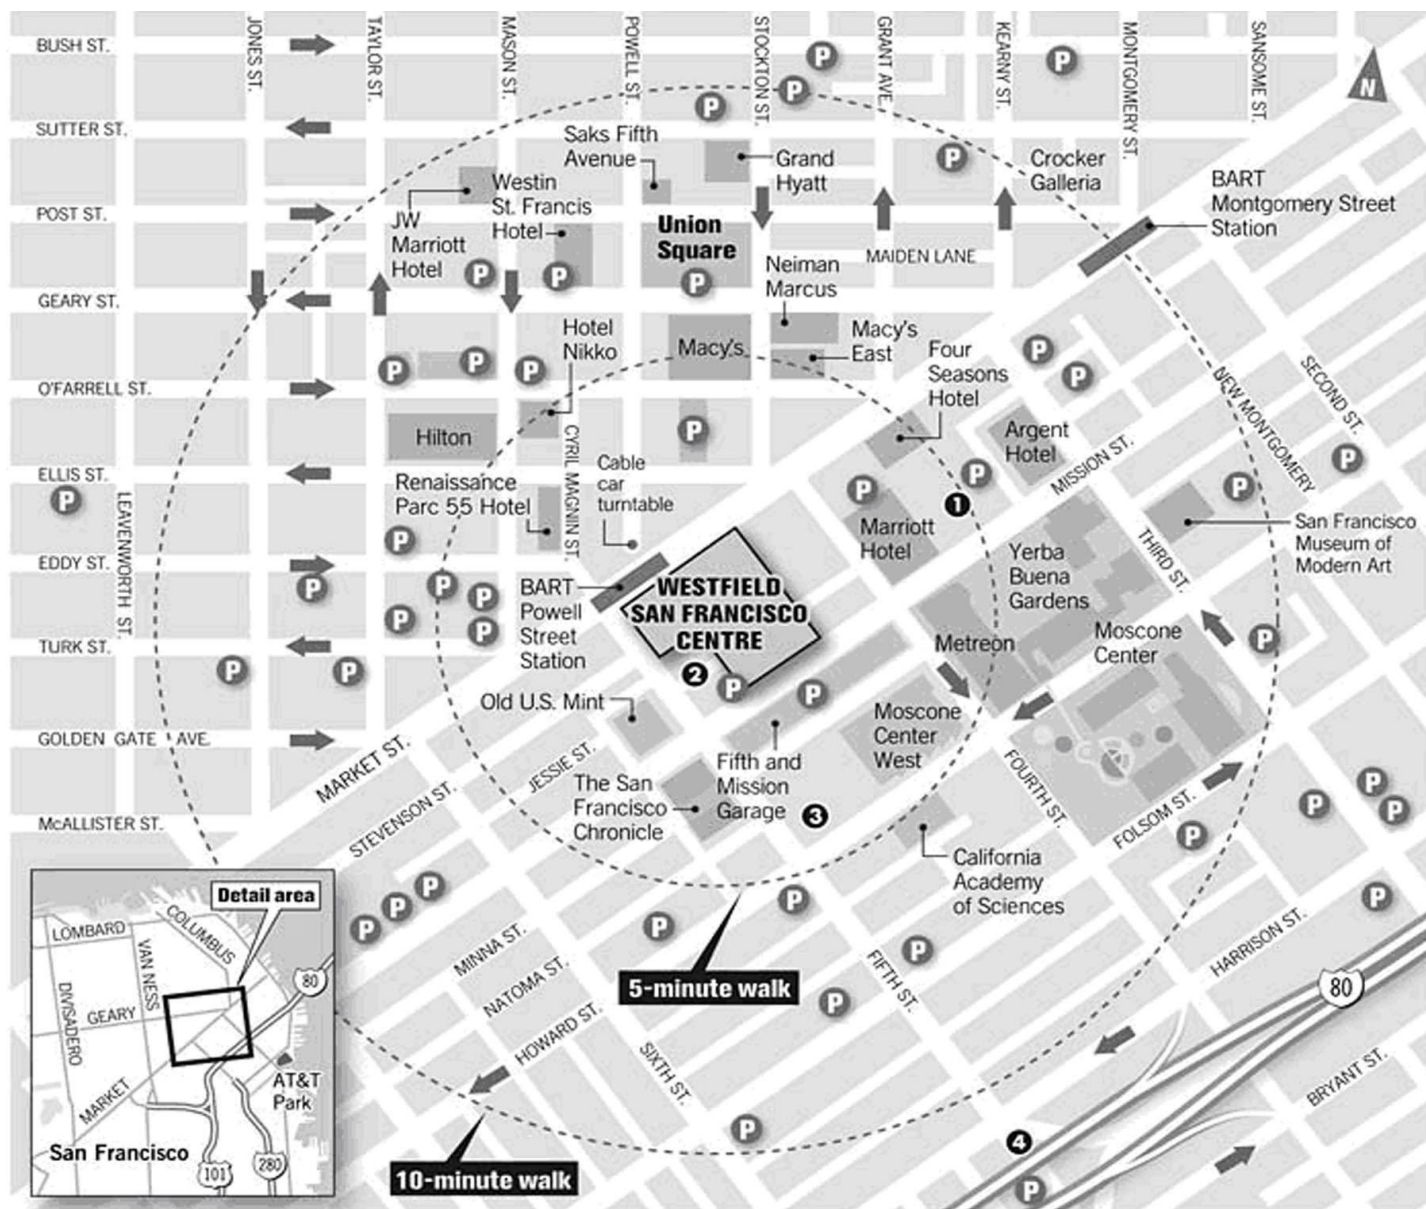 JONES ST.
TAYLOR ST.
MASON ST.
POWELL ST.
STOCKTON ST.
GRANT AVE.
KEARNY ST.
MONTGOMERY ST.
SANSOME ST.
N
BUSH ST.
P
P
P
P
SUTTER ST.
Saks Fifth
Avenue
Grand
Hyatt
P
Crocker
Galleria
BART
Montgomery Street
Station
POST ST.
JW
Marriott
Hotel
Westin
St. Francis
Hotel
Union
Square
MAIDEN LANE
Neiman
Marcus
P
P
P
GEARY ST.
Hotel
Nikko
Macy's
Macy's
East
Four
Seasons
Hotel
P
P
P
P
P
O'FARRELL ST.
NEW MONTGOMERY
SECOND ST.
Hilton
CYRIL MAGNIN ST.
P
Argent
Hotel
MISSION ST.
P
ELLIS ST.
P
LEAVENWORTH ST.
Renaissance
Parc 55 Hotel
Cable
car
turntable
P
P
1
P
Marriott
Hotel
San Francisco
Museum of
Modern Art
P
Yerba
Buena
Gardens
THIRD ST.
EDDY ST.
P
P
P
P
P
BART
Powell
Street
Station
WESTFIELD
SAN FRANCISCO
CENTRE
Metreon
Moscone
Center
P
TURK ST.
P
P
2
P
P
Old U.S. Mint
Moscone
Center
West
GOLDEN GATE AVE.
MARKET ST.
JESSIE ST.
STEVENSON ST.
The San
Francisco
Chronicle
Fifth and
Mission
Garage
3
FOURTH ST.
FOLSOM ST.
P
P
P
P
McALLISTER ST.
California
Academy
of Sciences
P
P
P
P
P
P
P
P
MINNA ST.
NATOMA ST.
HOWARD ST.
5-minute walk
FIFTH ST.
HARRISON ST.
80
SIXTH ST.
BRYANT ST.
P
4
P
10-minute walk
Detail area
LOMBARD
COLUMBUS
VAN NESS
DIVISADERO
GEARY
80
MARKET
AT&T
Park
San Francisco
101
280